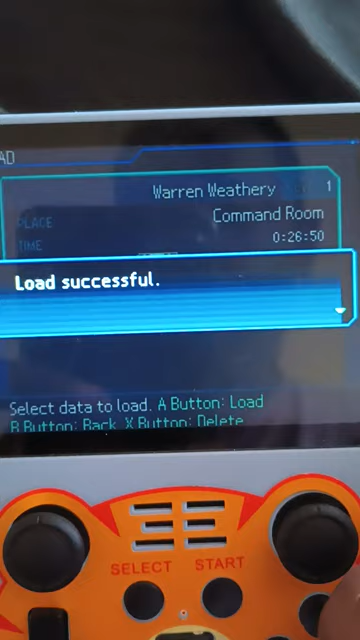 AD
Warren Weathery 1
PLACE
Command Room
TIME
0:26:50
Load successful.
Select data to load. A Button: Load
B Button: Back X Button: Delete
SELECT START